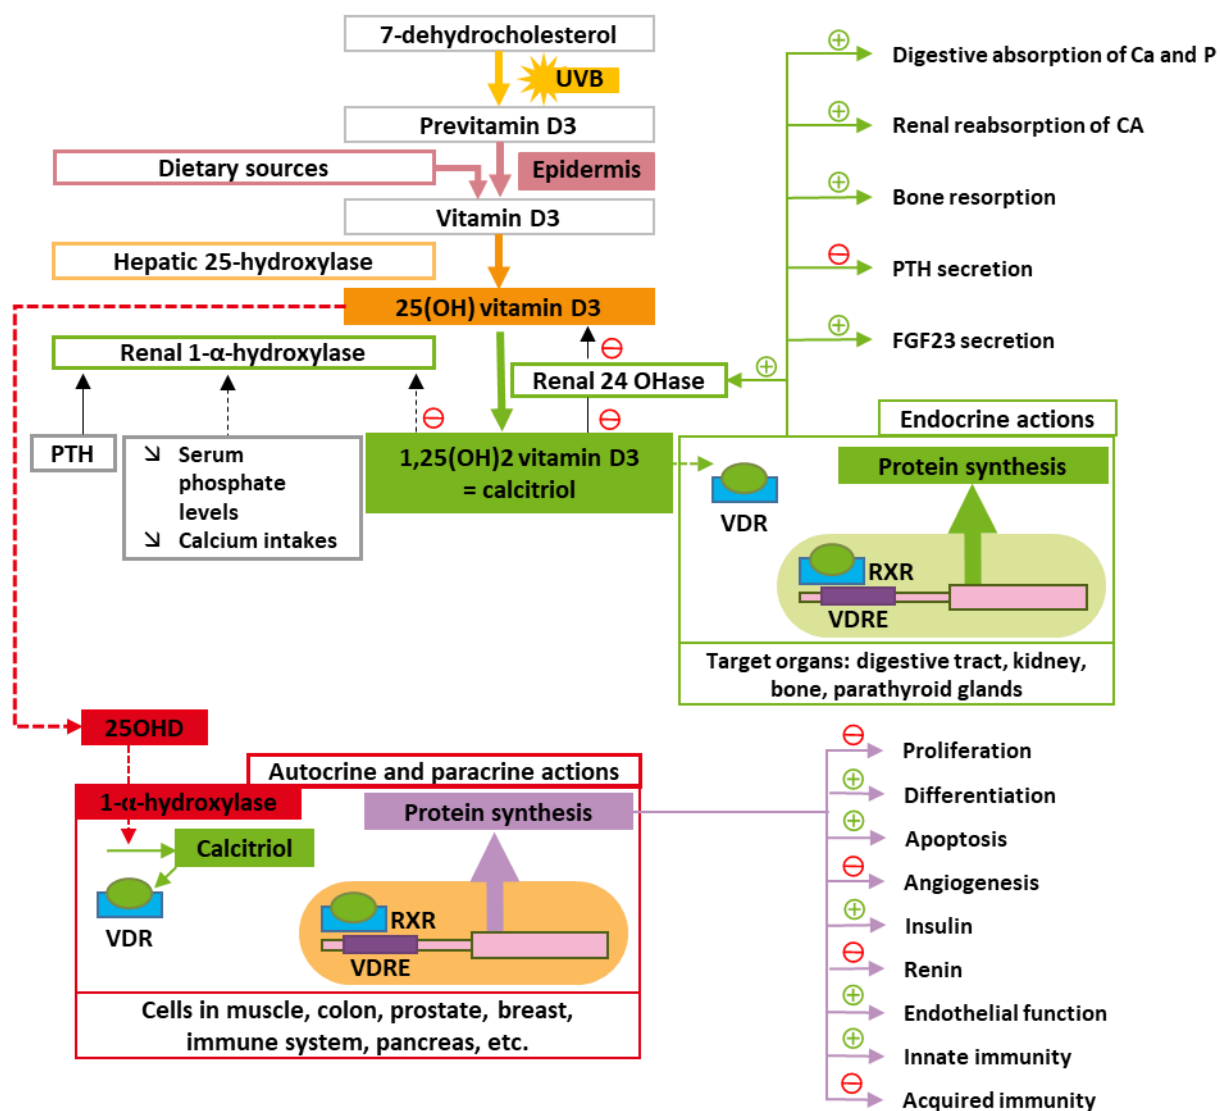 7-dehydrocholesterol
UVB
Previtamin D3
Dietary sources
Epidermis
Vitamin D3
Hepatic 25-hydroxylase
25(OH) vitamin D3
Renal 1-α-hydroxylase
Renal 24 OHase
PTH
↘ Serum
phosphate
levels
↘ Calcium intakes
1,25(OH)2 vitamin D3
= calcitriol
Digestive absorption of Ca and P
Renal reabsorption of CA
Bone resorption
PTH secretion
FGF23 secretion
Endocrine actions
Protein synthesis
VDR
RXR
VDRE
Target organs: digestive tract, kidney,
bone, parathyroid glands
25OHD
Autocrine and paracrine actions
1-α-hydroxylase
Protein synthesis
Calcitriol
VDR
RXR
VDRE
Cells in muscle, colon, prostate, breast,
immune system, pancreas, etc.
Proliferation
Differentiation
Apoptosis
Angiogenesis
Insulin
Renin
Endothelial function
Innate immunity
Acquired immunity